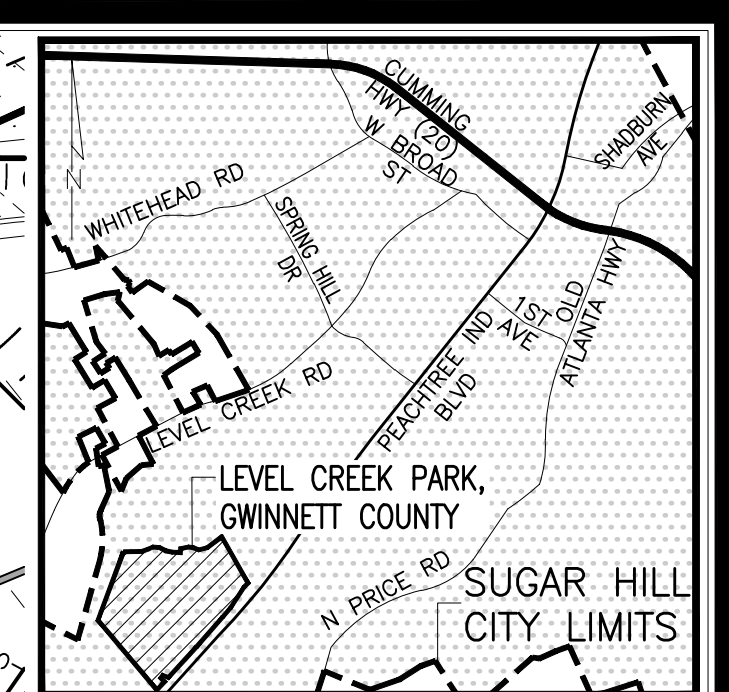 CUMMING
HWY (20)
W BROAD
ST
SHADBURN
AVE
N
WHITEHEAD RD
SPRING HILL
DR
OLD
ATLANTA HWY
1ST
AVE
PEACHTREE IND
BLVD
LEVEL CREEK RD
LEVEL CREEK PARK,
GWINNETT COUNTY
N PRICE RD
SUGAR HILL
CITY LIMITS